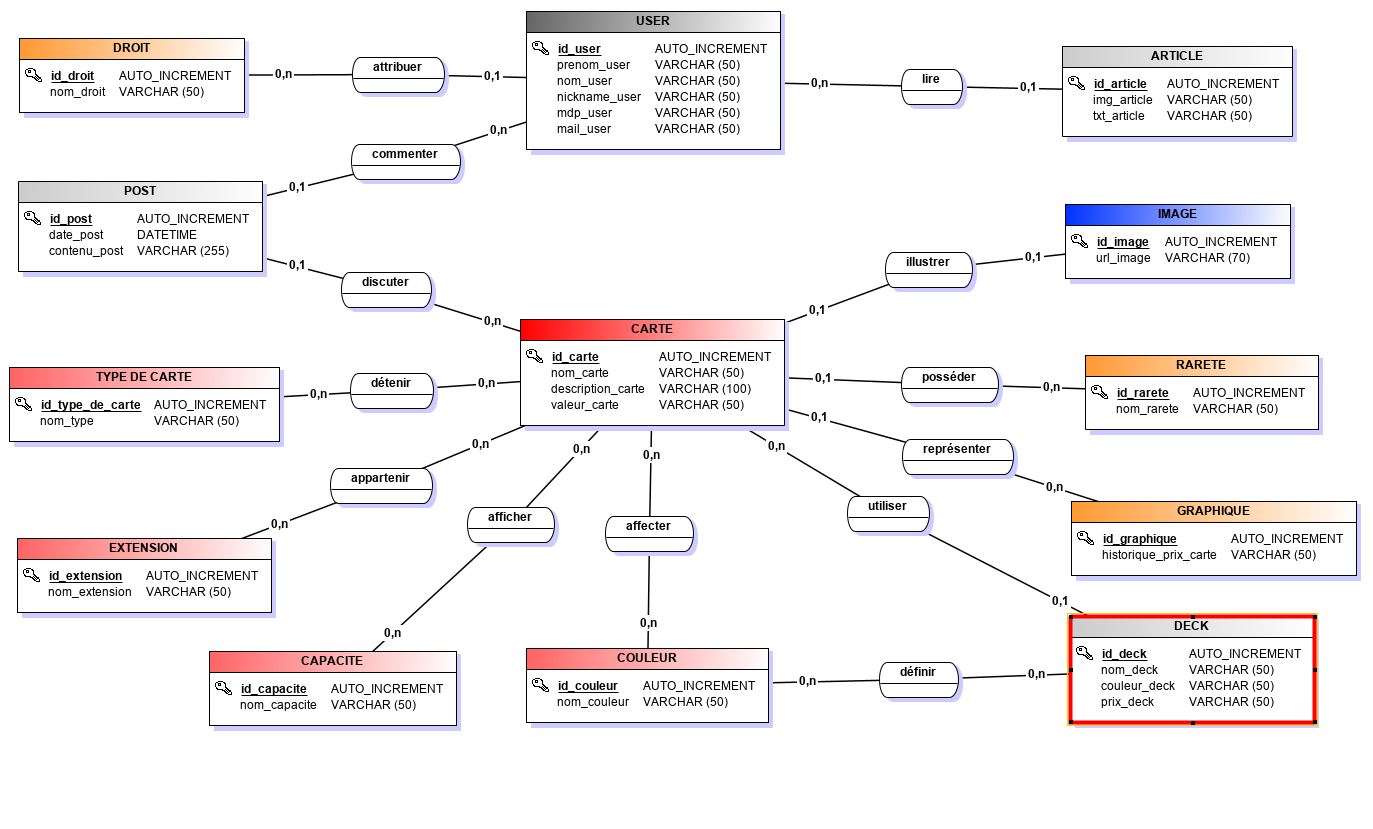 DROIT
id_droit AUTO_INCREMENT
nom_droit VARCHAR (50)
0,n
attribuer
0,1
USER
id_user AUTO_INCREMENT
prenom_user VARCHAR (50)
nom_user VARCHAR (50)
nickname_user VARCHAR (50)
mdp_user VARCHAR (50)
mail_user VARCHAR (50)
0,n
lire
0,1
ARTICLE
id_article AUTO_INCREMENT
img_article VARCHAR (50)
txt_article VARCHAR (50)
0,n
commenter
0,1
POST
id_post AUTO_INCREMENT
date_post DATETIME
contenu_post VARCHAR (255)
0,1
discuter
0,n
IMAGE
id_image AUTO_INCREMENT
url_image VARCHAR (70)
0,1
illustrer
0,1
CARTE
id_carte AUTO_INCREMENT
nom_carte VARCHAR (50)
description_carte VARCHAR (100)
valeur_carte VARCHAR (50)
TYPE DE CARTE
id_type_de_carte AUTO_INCREMENT
nom_type VARCHAR (50)
0,n
détenir
0,n
0,1
posséder
0,n
RARETE
id_rarete AUTO_INCREMENT
nom_rarete VARCHAR (50)
0,1
représenter
0,n
GRAPHIQUE
id_graphique AUTO_INCREMENT
historique_prix_carte VARCHAR (50)
0,n
appartenir
0,n
EXTENSION
id_extension AUTO_INCREMENT
nom_extension VARCHAR (50)
0,n
afficher
0,n
CAPACITE
id_capacite AUTO_INCREMENT
nom_capacite VARCHAR (50)
0,n
affecter
0,n
COULEUR
id_couleur AUTO_INCREMENT
nom_couleur VARCHAR (50)
0,n
utiliser
0,1
DECK
id_deck AUTO_INCREMENT
nom_deck VARCHAR (50)
couleur_deck VARCHAR (50)
prix_deck VARCHAR (50)
0,n
définir
0,n